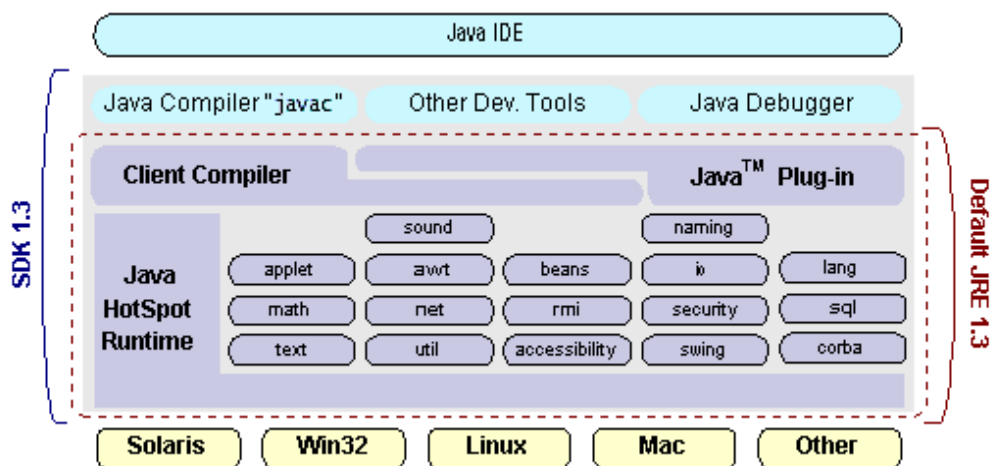 Java IDE
Java Compiler "javac"
Other Dev. Tools
Java Debugger
Client Compiler
Java™ Plug-in
SDK 1.3
Default JRE 1.3
Java
HotSpot
Runtime
sound
naming
applet
awt
beans
io
lang
math
net
rmi
security
sql
text
util
accessibility
swing
corba
Solaris
Win32
Linux
Mac
Other